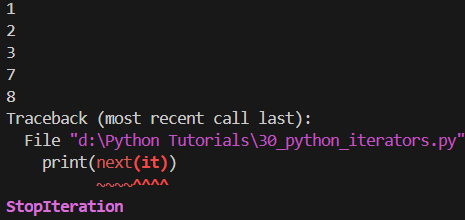 1
2
3
7
8
Traceback (most recent call last):
  File "d:\Python Tutorials\30_python_iterators.py"
    print(next(it))
          ~~~~^^^^
StopIteration